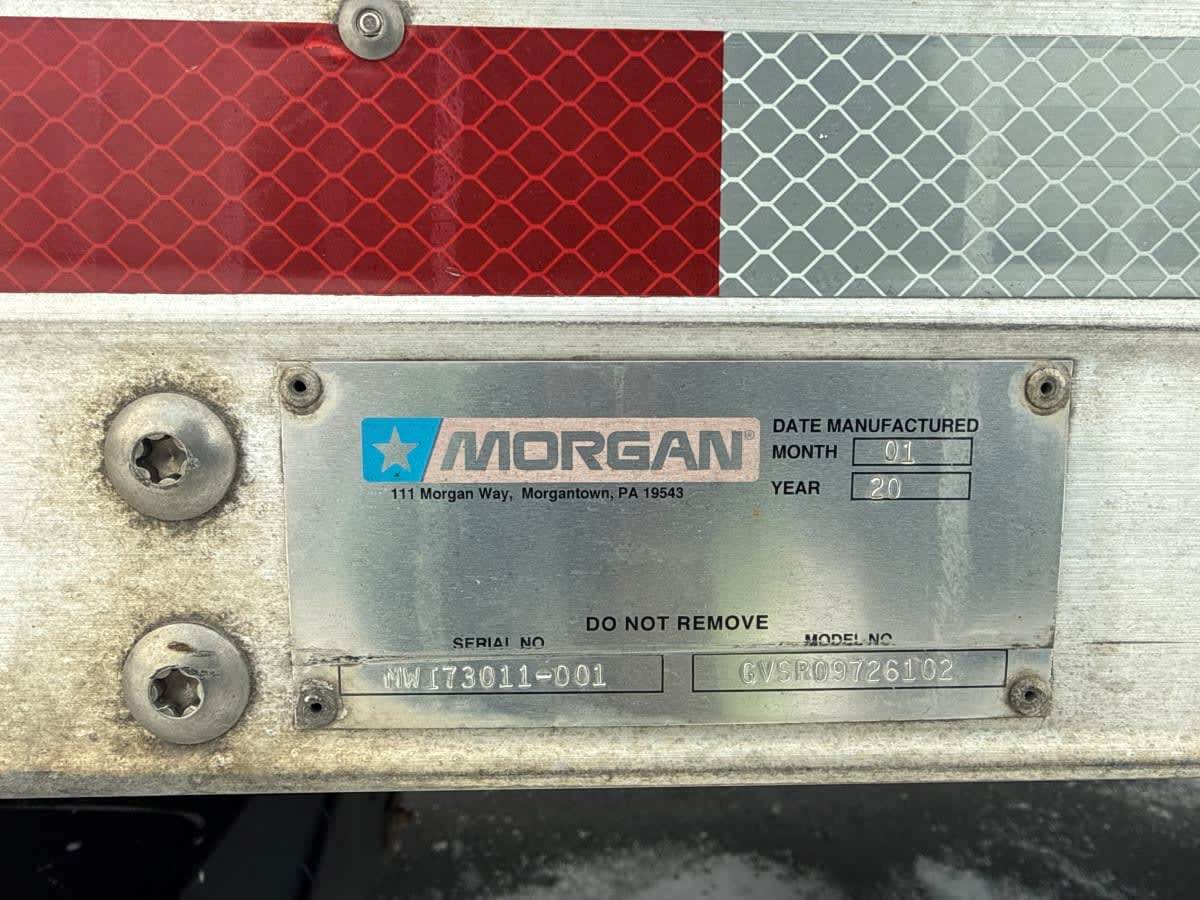 MORGAN®
111 Morgan Way, Morgantown, PA 19543
DATE MANUFACTURED
MONTH 01
YEAR 20
DO NOT REMOVE
SERIAL NO MODEL NO.
MWI73011-001 GVSR09726102